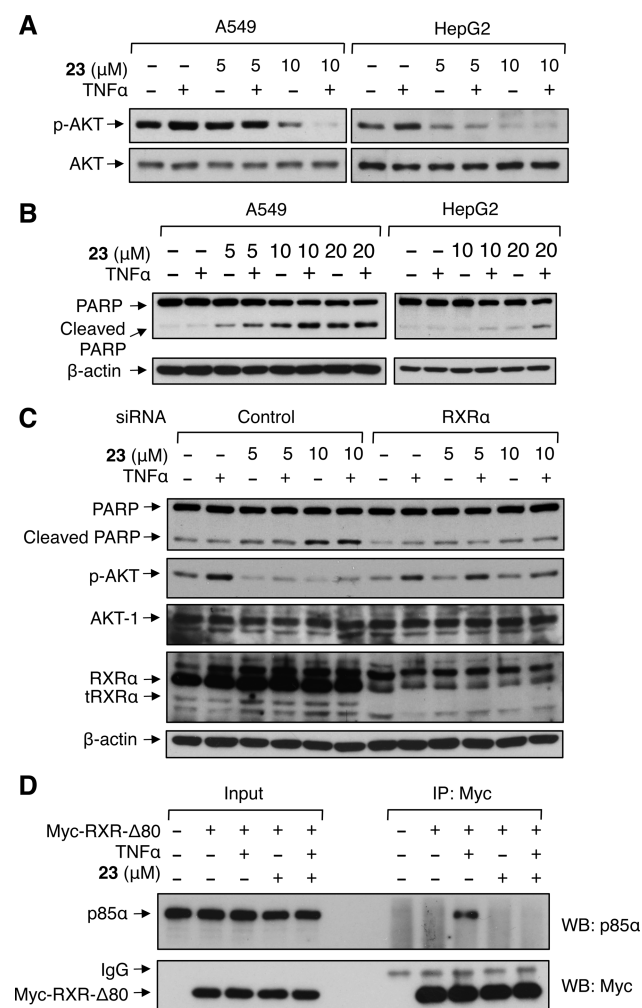 A
A549 HepG2
23 (μM) – – 5 5 10 10 – – 5 5 10 10
TNFα – + – + – + – + – + – +
p-AKT
AKT
B
A549 HepG2
23 (μM) – – 5 5 10 10 20 20 – – 10 10 20 20
TNFα – + – + – + – + – + – + – +
PARP
Cleaved
PARP
β-actin
C
siRNA Control RXRα
23 (μM) – – 5 5 10 10 – – 5 5 10 10
TNFα – + – + – + – + – + – +
PARP
Cleaved PARP
p-AKT
AKT-1
RXRα
tRXRα
β-actin
D
Input IP: Myc
Myc-RXR-Δ80 – + + + + – + + + +
TNFα – – + – + – – + – +
23 (μM) – – – + + – – – + +
p85α WB: p85α
IgG
Myc-RXR-Δ80 WB: Myc